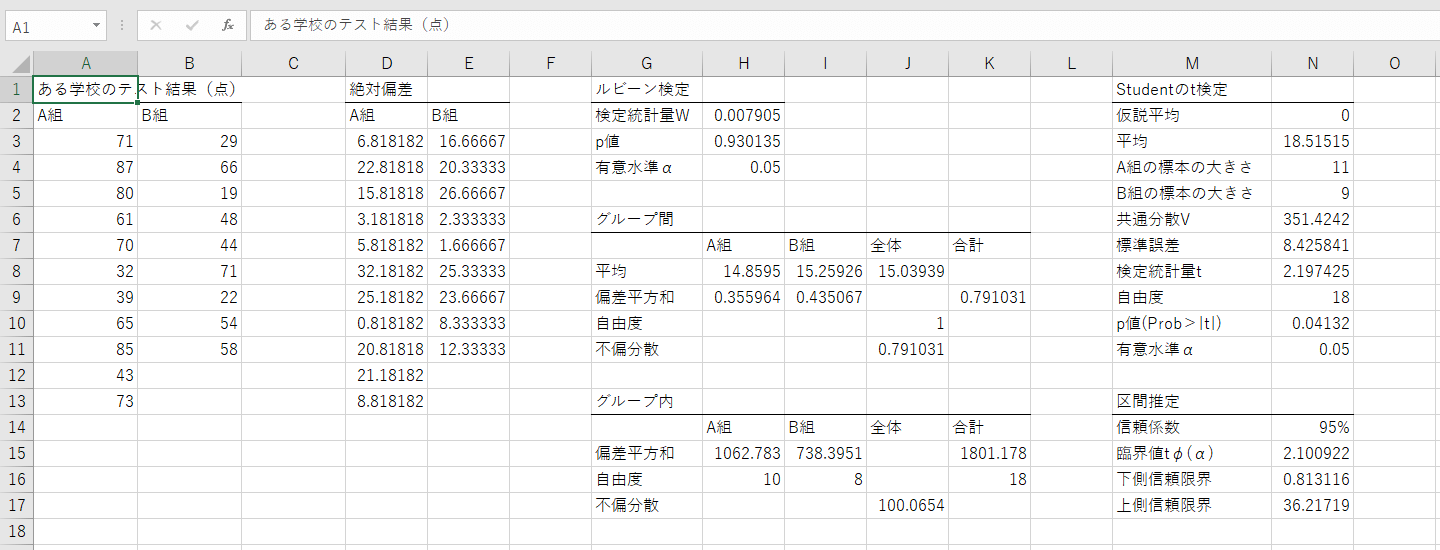 A1 fx ある学校のテスト結果（点）
A B C D E F G H I J K L M N O
1 ある学校のテスト結果（点） 絶対偏差 ルビーン検定 Studentのt検定
2 A組 B組 A組 B組 検定統計量W 0.007905 仮説平均 0
3 71 29 6.818182 16.66667 p値 0.930135 平均 18.51515
4 87 66 22.81818 20.33333 有意水準α 0.05 A組の標本の大きさ 11
5 80 19 15.81818 26.66667 B組の標本の大きさ 9
6 61 48 3.181818 2.333333 グループ間 共通分散V 351.4242
7 70 44 5.818182 1.666667 A組 B組 全体 合計 標準誤差 8.425841
8 32 71 32.18182 25.33333 平均 14.8595 15.25926 15.03939 検定統計量t 2.197425
9 39 22 25.18182 23.66667 偏差平方和 0.355964 0.435067 0.791031 自由度 18
10 65 54 0.818182 8.333333 自由度 1 p値(Prob＞|t|) 0.04132
11 85 58 20.81818 12.33333 不偏分散 0.791031 有意水準α 0.05
12 43 21.18182
13 73 8.818182 グループ内 区間推定
14 A組 B組 全体 合計 信頼係数 95%
15 偏差平方和 1062.783 738.3951 1801.178 臨界値tφ(α) 2.100922
16 自由度 10 8 18 下側信頼限界 0.813116
17 不偏分散 100.0654 上側信頼限界 36.21719
18